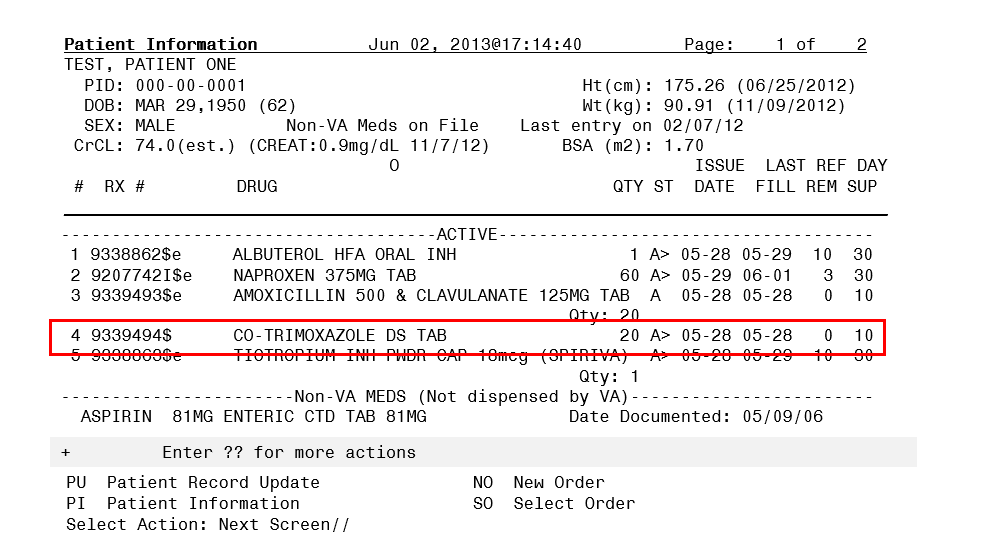 Patient Information           Jun 02, 2013@17:14:40          Page:    1 of    2
TEST, PATIENT ONE
  PID: 000-00-0001                                 Ht(cm): 175.26 (06/25/2012)
  DOB: MAR 29,1950 (62)                            Wt(kg): 90.91 (11/09/2012)
  SEX: MALE           Non-VA Meds on File    Last entry on 02/07/12
 CrCL: 74.0(est.) (CREAT:0.9mg/dL 11/7/12)       BSA (m2): 1.70
                                O                             ISSUE  LAST REF DAY
 #  RX #         DRUG                                 QTY ST  DATE  FILL REM SUP
-------------------------------------ACTIVE-------------------------------------
 1 9338862$e     ALBUTEROL HFA ORAL INH                 1 A> 05-28 05-29  10  30
 2 9207742I$e    NAPROXEN 375MG TAB                    60 A> 05-29 06-01   3  30
 3 9339493$e     AMOXICILLIN 500 & CLAVULANATE 125MG TAB  A  05-28 05-28   0  10
                                                  Qty: 20
 4 9339494$      CO-TRIMOXAZOLE DS TAB                 20 A> 05-28 05-28   0  10
 5 9338863$e     TIOTROPIUM INH PWDR CAP 18mcg (SPIRIVA)  A> 05-29 05-29  10  30
                                                   Qty: 1
-----------------------Non-VA MEDS (Not dispensed by VA)------------------------
  ASPIRIN  81MG ENTERIC CTD TAB 81MG              Date Documented: 05/09/06
+         Enter ?? for more actions
PU  Patient Record Update               NO  New Order
PI  Patient Information                 SO  Select Order
Select Action: Next Screen//